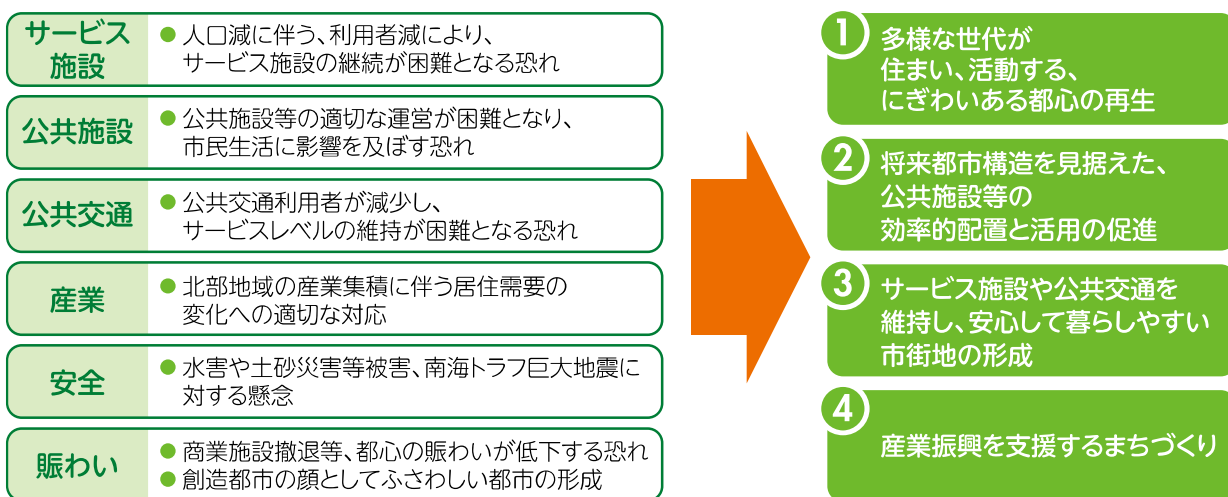 サービス
施設
● 人口減に伴う、利用者減により、
サービス施設の継続が困難となる恐れ
公共施設
● 公共施設等の適切な運営が困難となり、
市民生活に影響を及ぼす恐れ
公共交通
● 公共交通利用者が減少し、
サービスレベルの維持が困難となる恐れ
産業
● 北部地域の産業集積に伴う居住需要の
変化への適切な対応
安全
● 水害や土砂災害等被害、南海トラフ巨大地震に
対する懸念
賑わい
● 商業施設撤退等、都心の賑わいが低下する恐れ
● 創造都市の顔としてふさわしい都市の形成
1
多様な世代が
住まい、活動する、
にぎわいある都心の再生
2
将来都市構造を見据えた、
公共施設等の
効率的配置と活用の促進
3
サービス施設や公共交通を
維持し、安心して暮らしやすい
市街地の形成
4
産業振興を支援するまちづくり